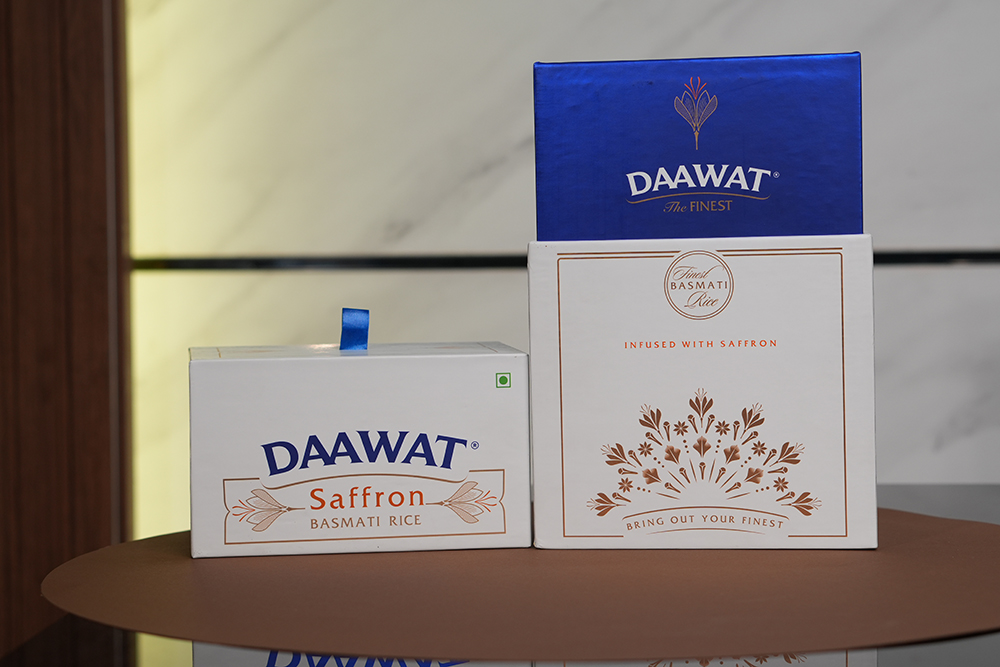 DAAWAT®
The FINEST
Finest
BASMATI
Rice
INFUSED WITH SAFFRON
BRING OUT YOUR FINEST
DAAWAT®
Saffron
BASMATI RICE